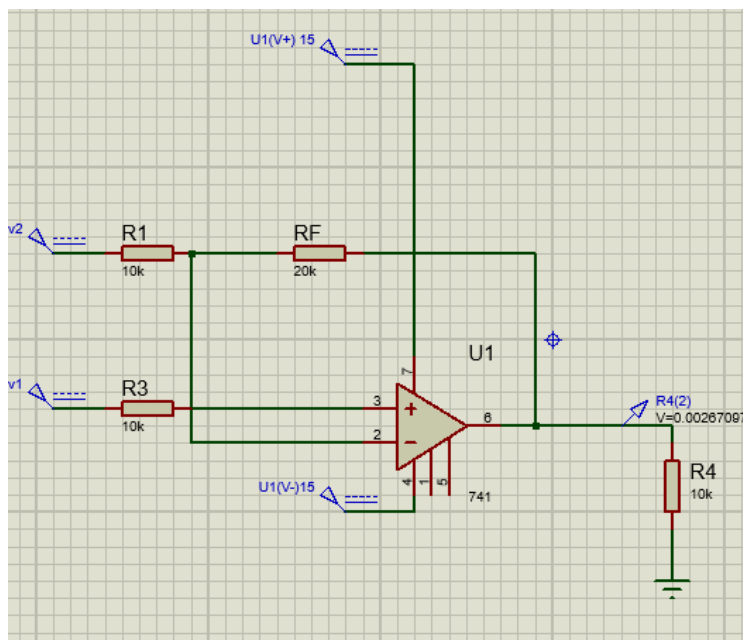 U1(V+) 15
v2
R1
10k
RF
20k
U1
7
v1
R3
10k
3
2
6
R4(2)
V=0.00267097
4
1
5
741
U1(V-)15
R4
10k